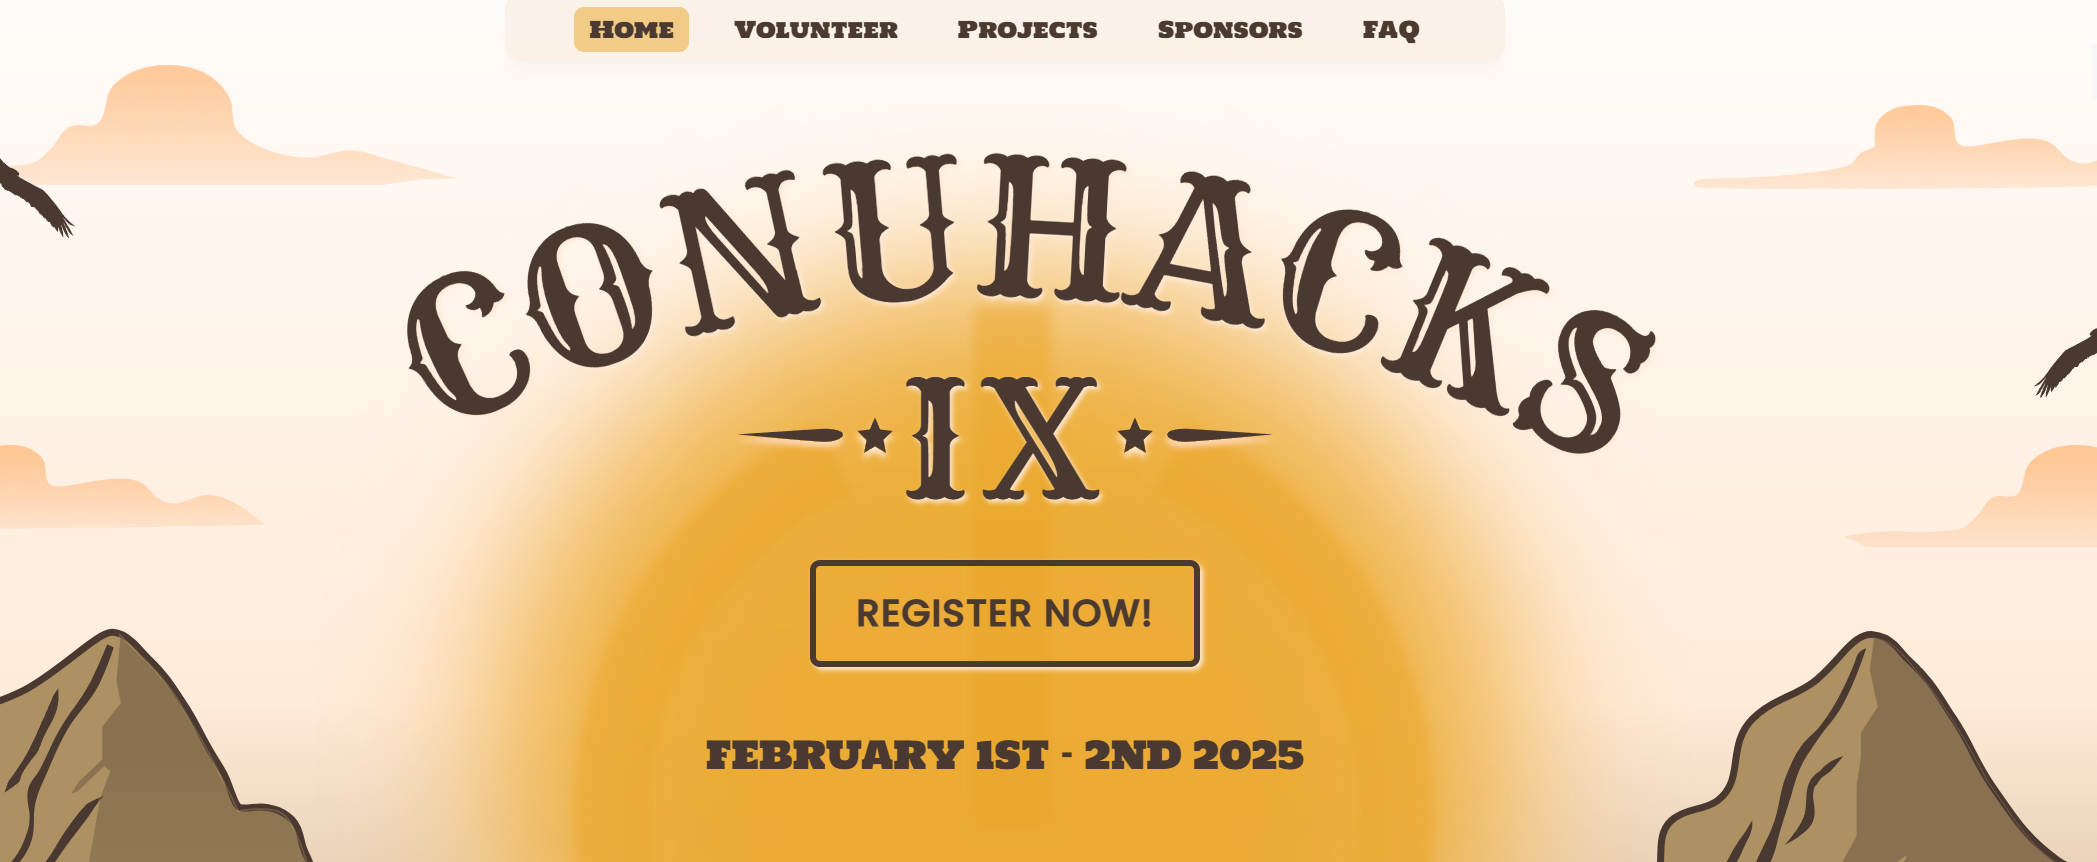 Home Volunteer Projects Sponsors FAQ
CONUHACKS
IX
REGISTER NOW!
FEBRUARY 1ST - 2ND 2025